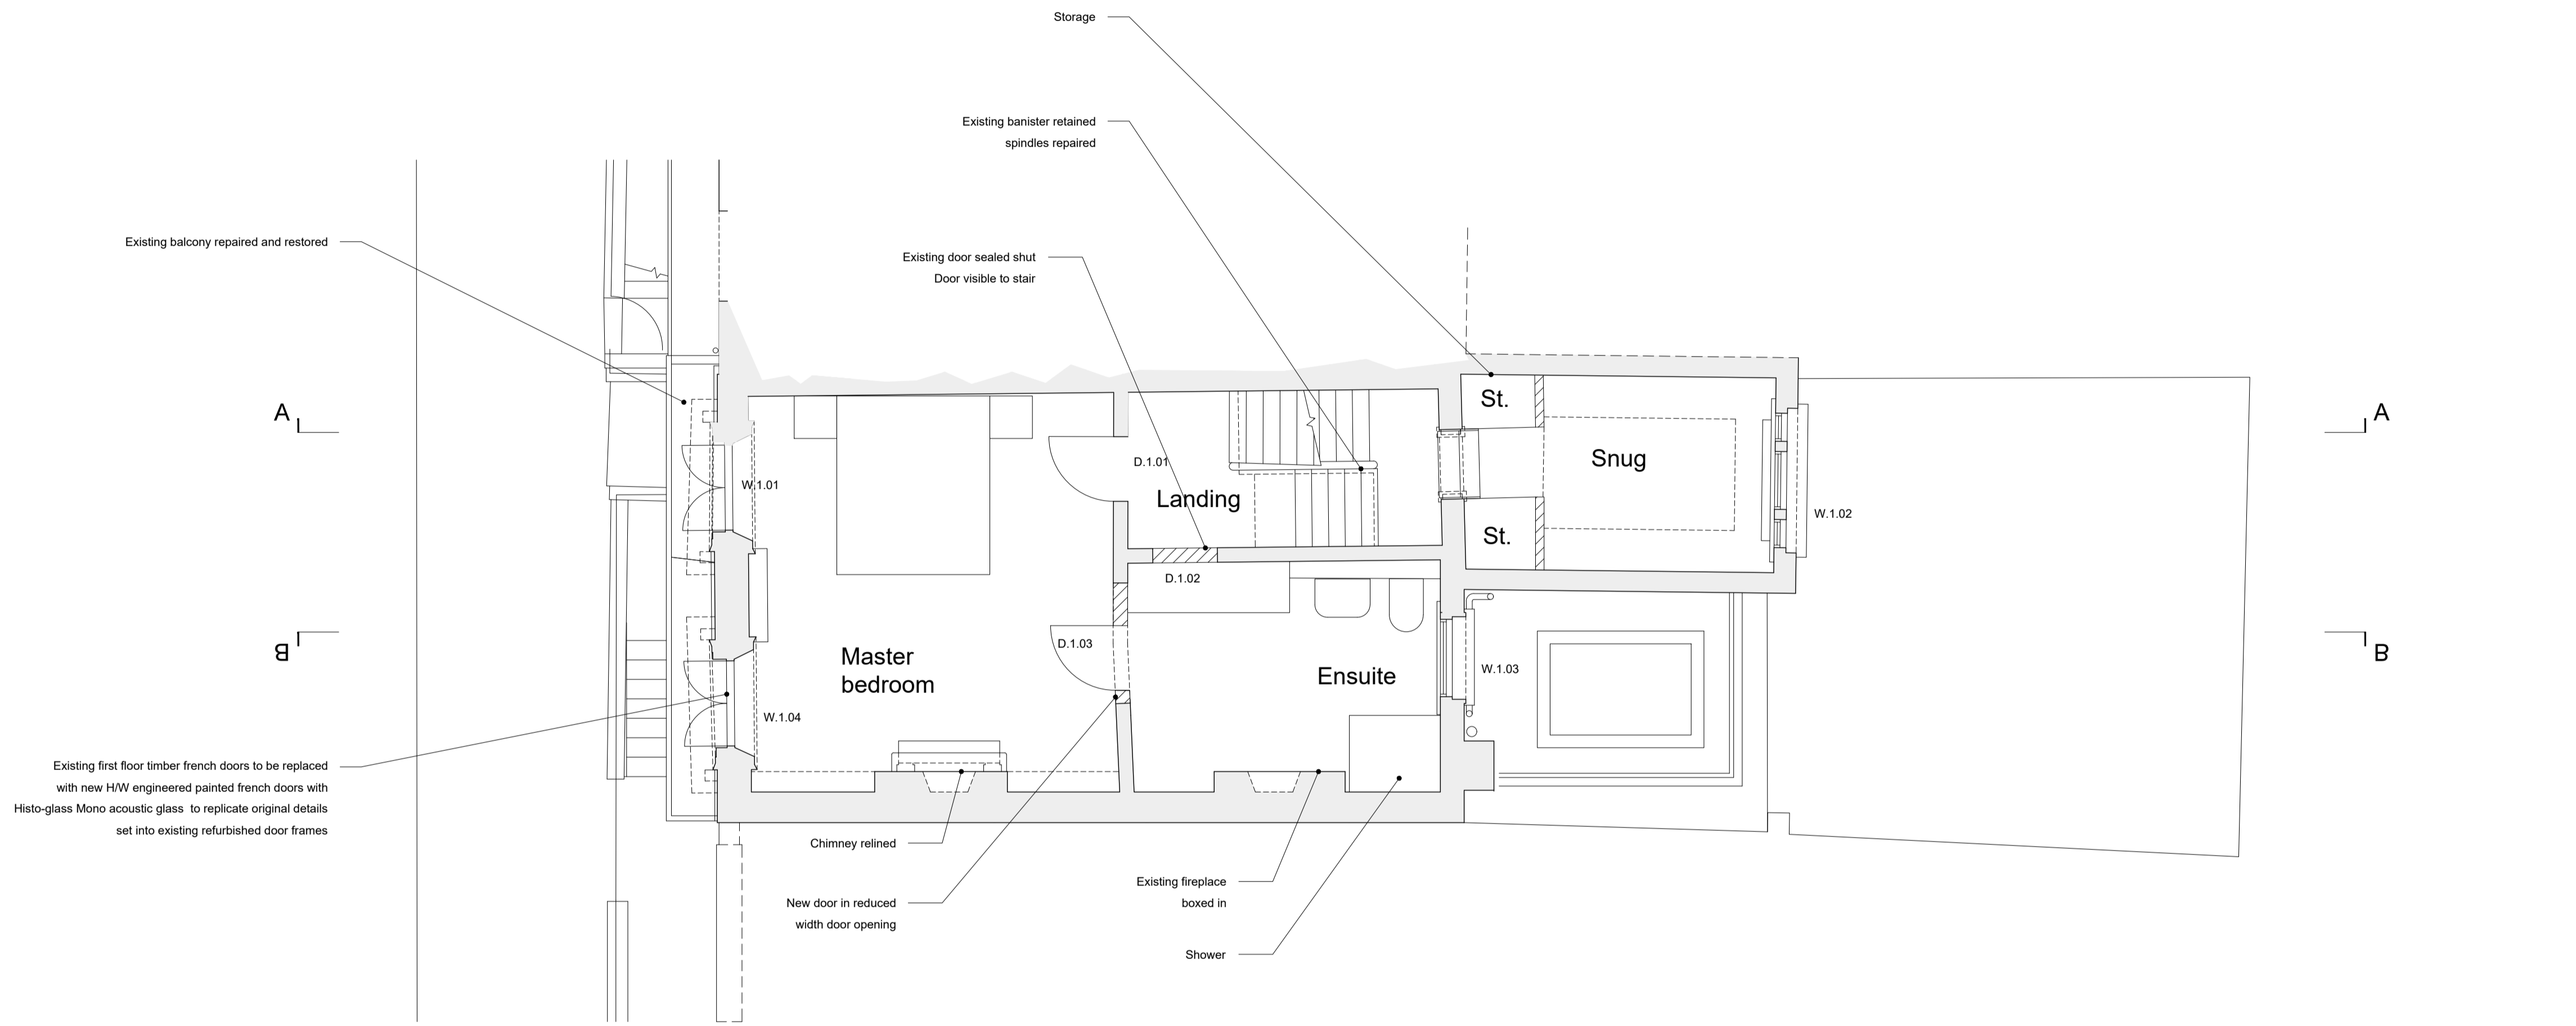 Storage
Existing banister retained
spindles repaired
Existing balcony repaired and restored
Existing door sealed shut
Door visible to stair
A
A
St.
D.1.01
Snug
W.1.01
Landing
W.1.02
St.
D.1.02
B
D.1.03
B
Master
bedroom
Ensuite
W.1.03
W.1.04
Existing first floor timber french doors to be replaced
with new H/W engineered painted french doors with
Histo-glass Mono acoustic glass to replicate original details
set into existing refurbished door frames
Chimney relined
Existing fireplace
boxed in
New door in reduced
width door opening
Shower